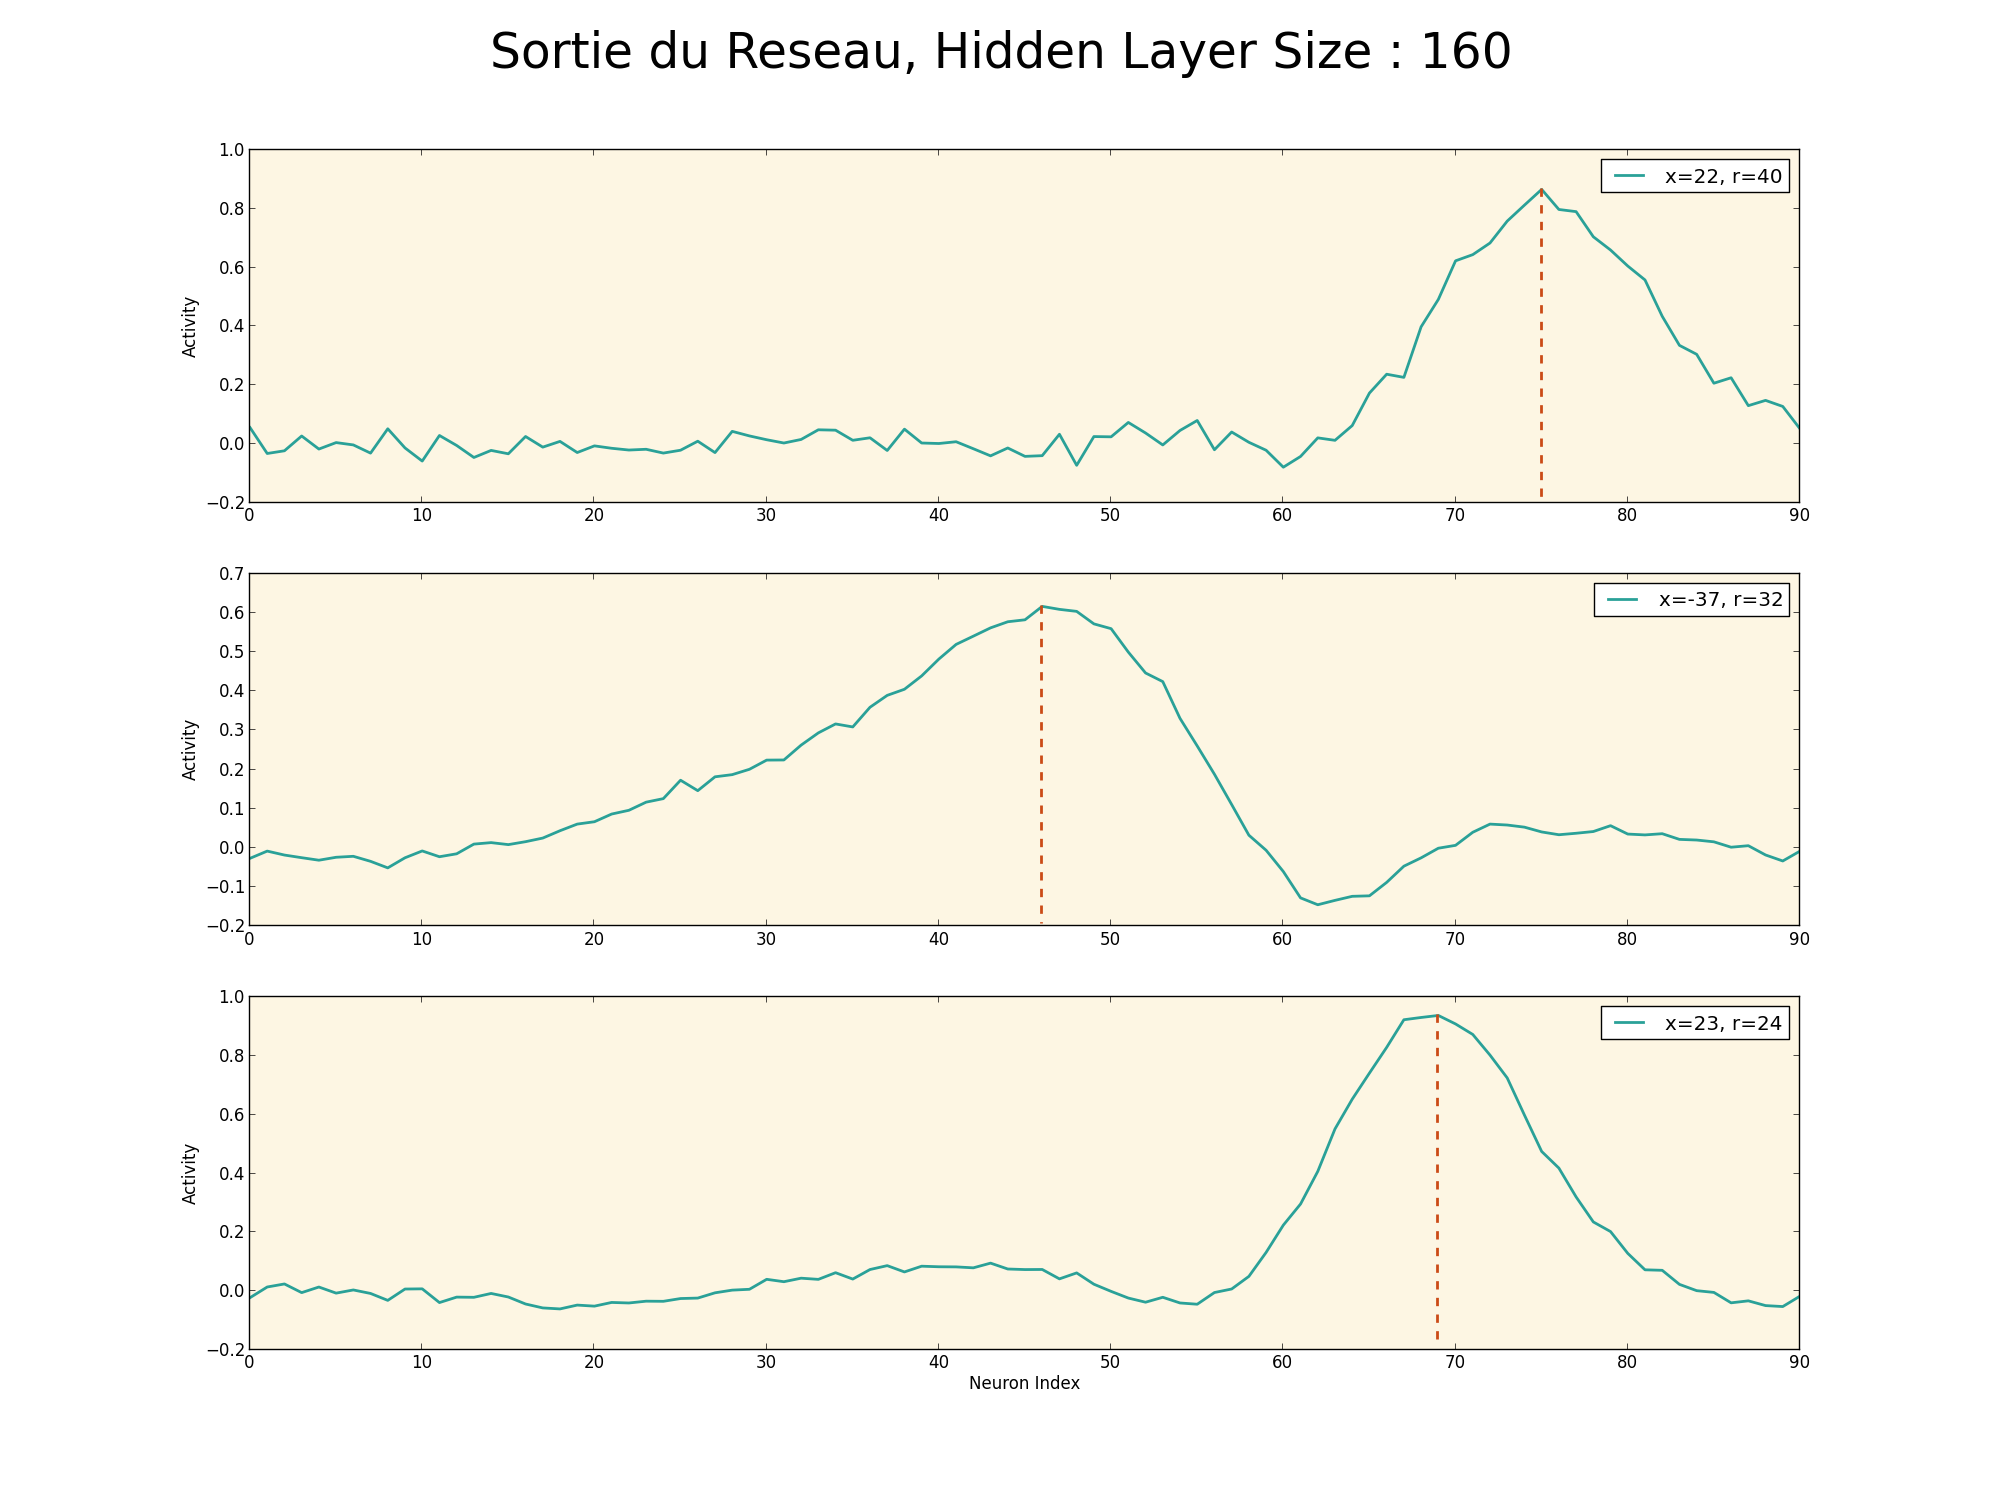 Sortie du Reseau, Hidden Layer Size : 160
1.0
x=22, r=40
0.8
0.6
Activity
0.4
0.2
0.0
−0.2
0 10 20 30 40 50 60 70 80 90
0.7
x=-37, r=32
0.6
0.5
0.4
Activity
0.3
0.2
0.1
0.0
−0.1
−0.2
0 10 20 30 40 50 60 70 80 90
1.0
x=23, r=24
0.8
0.6
Activity
0.4
0.2
0.0
−0.2
0 10 20 30 40 50 60 70 80 90
Neuron Index